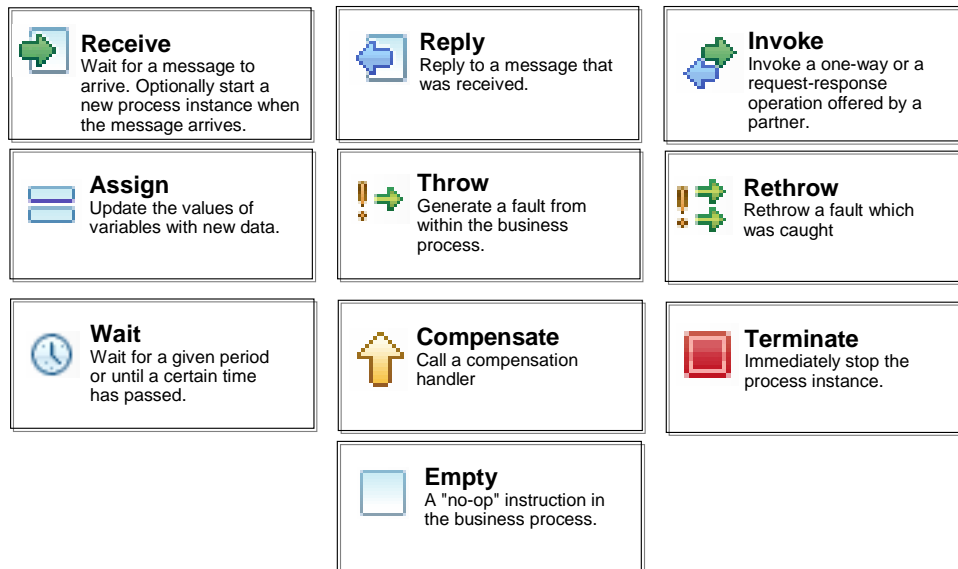 Receive
Wait for a message to
arrive. Optionally start a
new process instance when
the message arrives.
Reply
Reply to a message that
was received.
Invoke
Invoke a one-way or a
request-response
operation offered by a
partner.
Assign
Update the values of
variables with new data.
Throw
Generate a fault from
within the business
process.
Rethrow
Rethrow a fault which
was caught
Wait
Wait for a given period
or until a certain time
has passed.
Compensate
Call a compensation
handler
Terminate
Immediately stop the
process instance.
Empty
A "no-op" instruction in
the business process.